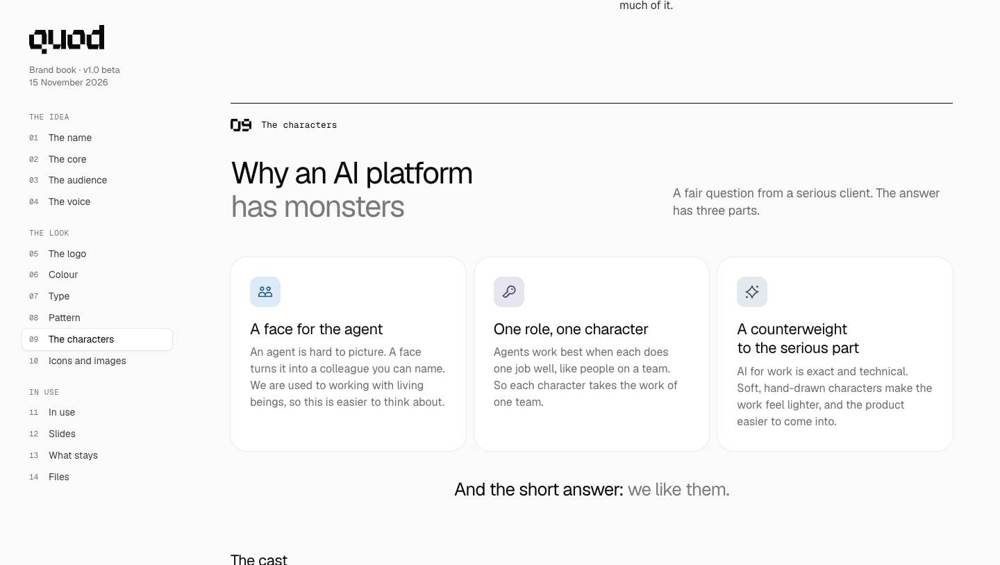 much of it.
quod
Brand book · v1.0 beta
15 November 2026
THE IDEA
01 The name
02 The core
03 The audience
04 The voice
THE LOOK
05 The logo
06 Colour
07 Type
08 Pattern
09 The characters
10 Icons and images
IN USE
11 In use
12 Slides
13 What stays
14 Files
09 The characters
Why an AI platform
has monsters
A fair question from a serious client. The answer
has three parts.
A face for the agent
An agent is hard to picture. A face
turns it into a colleague you can name.
We are used to working with living
beings, so this is easier to think about.
One role, one character
Agents work best when each does
one job well, like people on a team.
So each character takes the work of
one team.
A counterweight
to the serious part
AI for work is exact and technical.
Soft, hand-drawn characters make the
work feel lighter, and the product
easier to come into.
And the short answer: we like them.
The cast